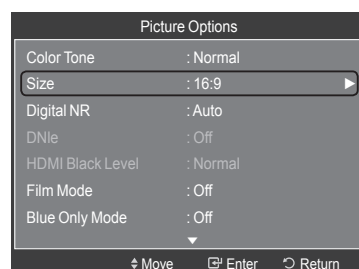 Picture Options
Color Tone : Normal
Size : 16:9
Digital NR : Auto
DNIe : Off
HDMI Black Level : Normal
Film Mode : Off
Blue Only Mode : Off
Move Enter Return